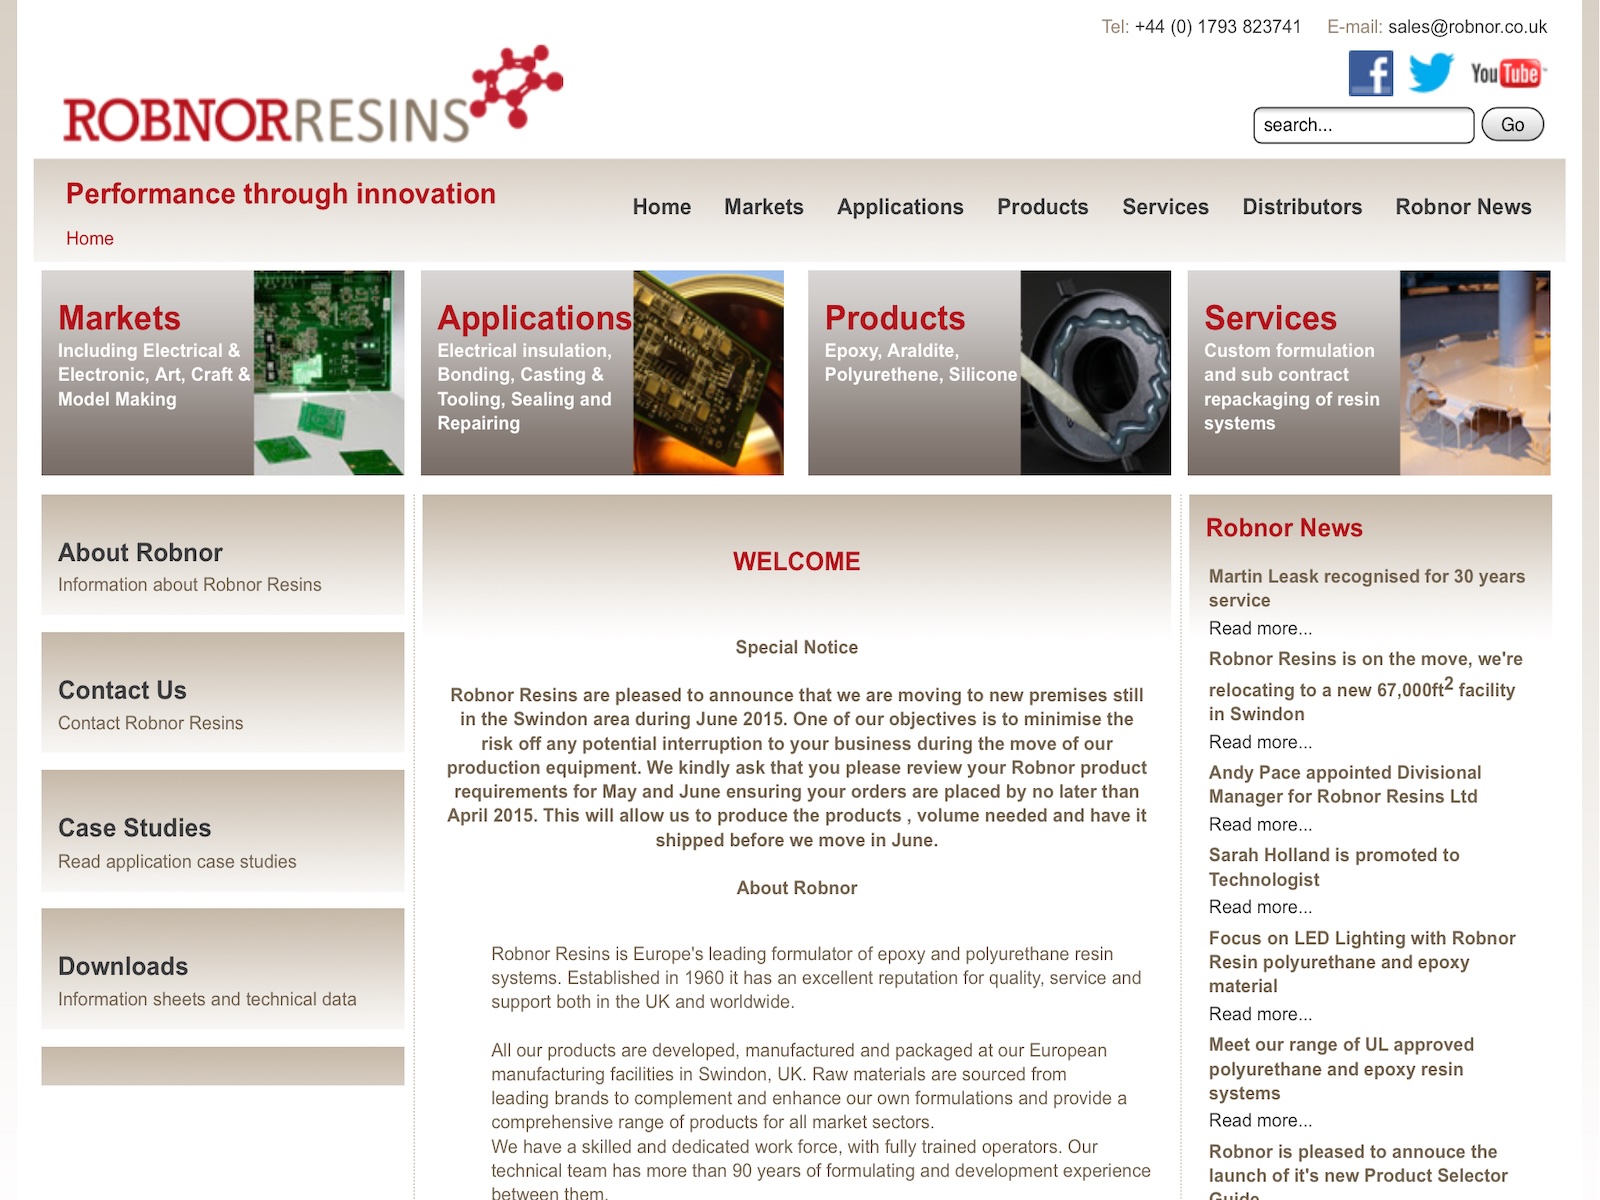 Tel: +44 (0) 1793 823741 E-mail: sales@robnor.co.uk
f
YouTube
ROBNORRESINS
search...
Go
Performance through innovation
Home
Home Markets Applications Products Services Distributors Robnor News
Markets
Including Electrical &
Electronic, Art, Craft &
Model Making
Applications
Electrical insulation,
Bonding, Casting &
Tooling, Sealing and
Repairing
Products
Epoxy, Araldite,
Polyurethene, Silicone
Services
Custom formulation
and sub contract
repackaging of resin
systems
About Robnor
Information about Robnor Resins
Contact Us
Contact Robnor Resins
Case Studies
Read application case studies
Downloads
Information sheets and technical data
WELCOME
Special Notice
Robnor Resins are pleased to announce that we are moving to new premises still
in the Swindon area during June 2015. One of our objectives is to minimise the
risk off any potential interruption to your business during the move of our
production equipment. We kindly ask that you please review your Robnor product
requirements for May and June ensuring your orders are placed by no later than
April 2015. This will allow us to produce the products , volume needed and have it
shipped before we move in June.
About Robnor
Robnor Resins is Europe's leading formulator of epoxy and polyurethane resin
systems. Established in 1960 it has an excellent reputation for quality, service and
support both in the UK and worldwide.
All our products are developed, manufactured and packaged at our European
manufacturing facilities in Swindon, UK. Raw materials are sourced from
leading brands to complement and enhance our own formulations and provide a
comprehensive range of products for all market sectors.
We have a skilled and dedicated work force, with fully trained operators. Our
technical team has more than 90 years of formulating and development experience
between them.
Robnor News
Martin Leask recognised for 30 years
service
Read more...
Robnor Resins is on the move, we're
relocating to a new 67,000ft2 facility
in Swindon
Read more...
Andy Pace appointed Divisional
Manager for Robnor Resins Ltd
Read more...
Sarah Holland is promoted to
Technologist
Read more...
Focus on LED Lighting with Robnor
Resin polyurethane and epoxy
material
Read more...
Meet our range of UL approved
polyurethane and epoxy resin
systems
Read more...
Robnor is pleased to annouce the
launch of it's new Product Selector
Guide